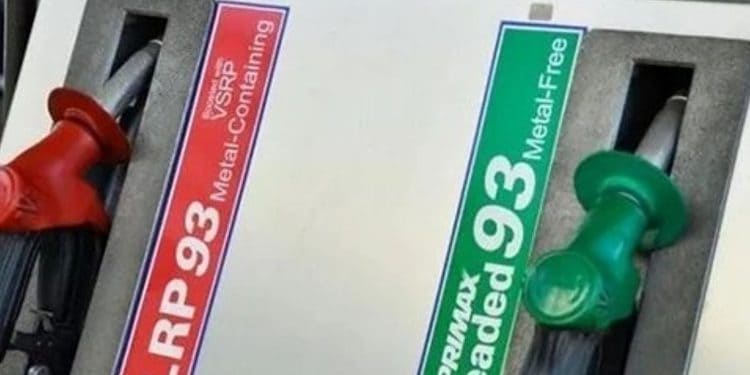 Boosted with
VSRP
LRP 93
Metal-Containing
PRIMAX
eaded 93
Metal-Free